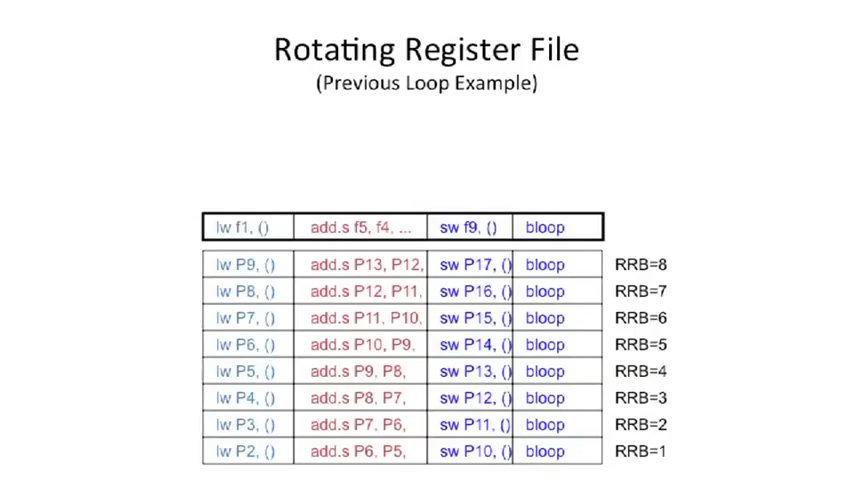 Rotating Register File
(Previous Loop Example)
lw f1, () add.s f5, f4, ... sw f9, () bloop
lw P9, () add.s P13, P12, sw P17, () bloop RRB=8
lw P8, () add.s P12, P11, sw P16, () bloop RRB=7
lw P7, () add.s P11, P10, sw P15, () bloop RRB=6
lw P6, () add.s P10, P9, sw P14, () bloop RRB=5
lw P5, () add.s P9, P8, sw P13, () bloop RRB=4
lw P4, () add.s P8, P7, sw P12, () bloop RRB=3
lw P3, () add.s P7, P6, sw P11, () bloop RRB=2
lw P2, () add.s P6, P5, sw P10, () bloop RRB=1